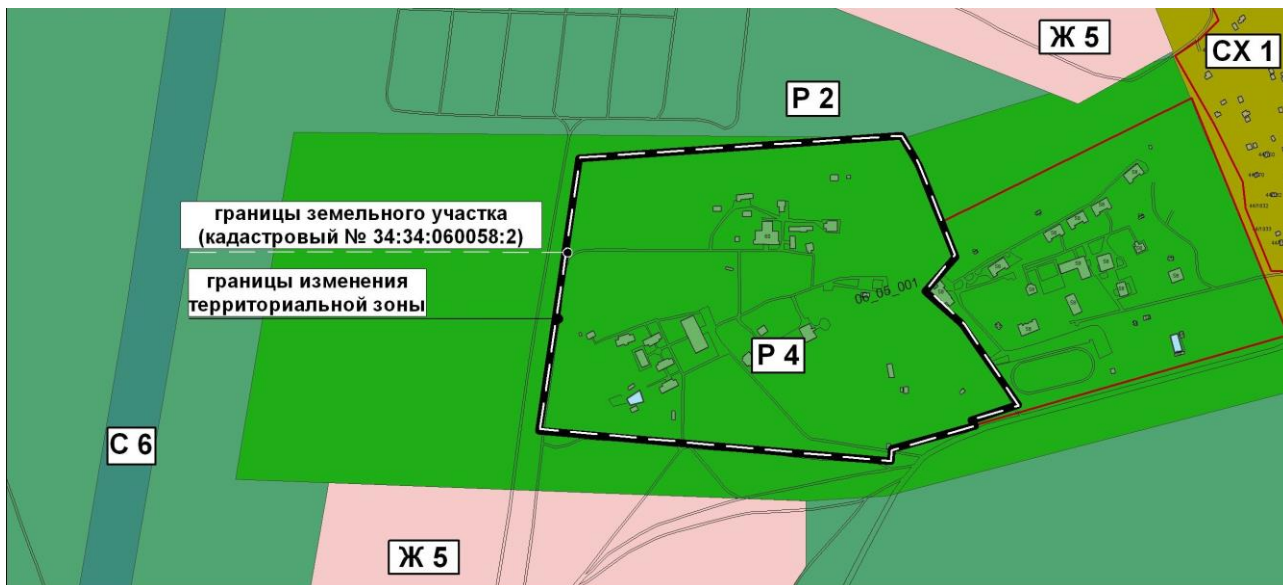 Ж 5
СХ 1
Р 2
границы земельного участка
(кадастровый № 34:34:060058:2)
границы изменения
территориальной зоны
06_05_001
Р 4
С 6
Ж 5